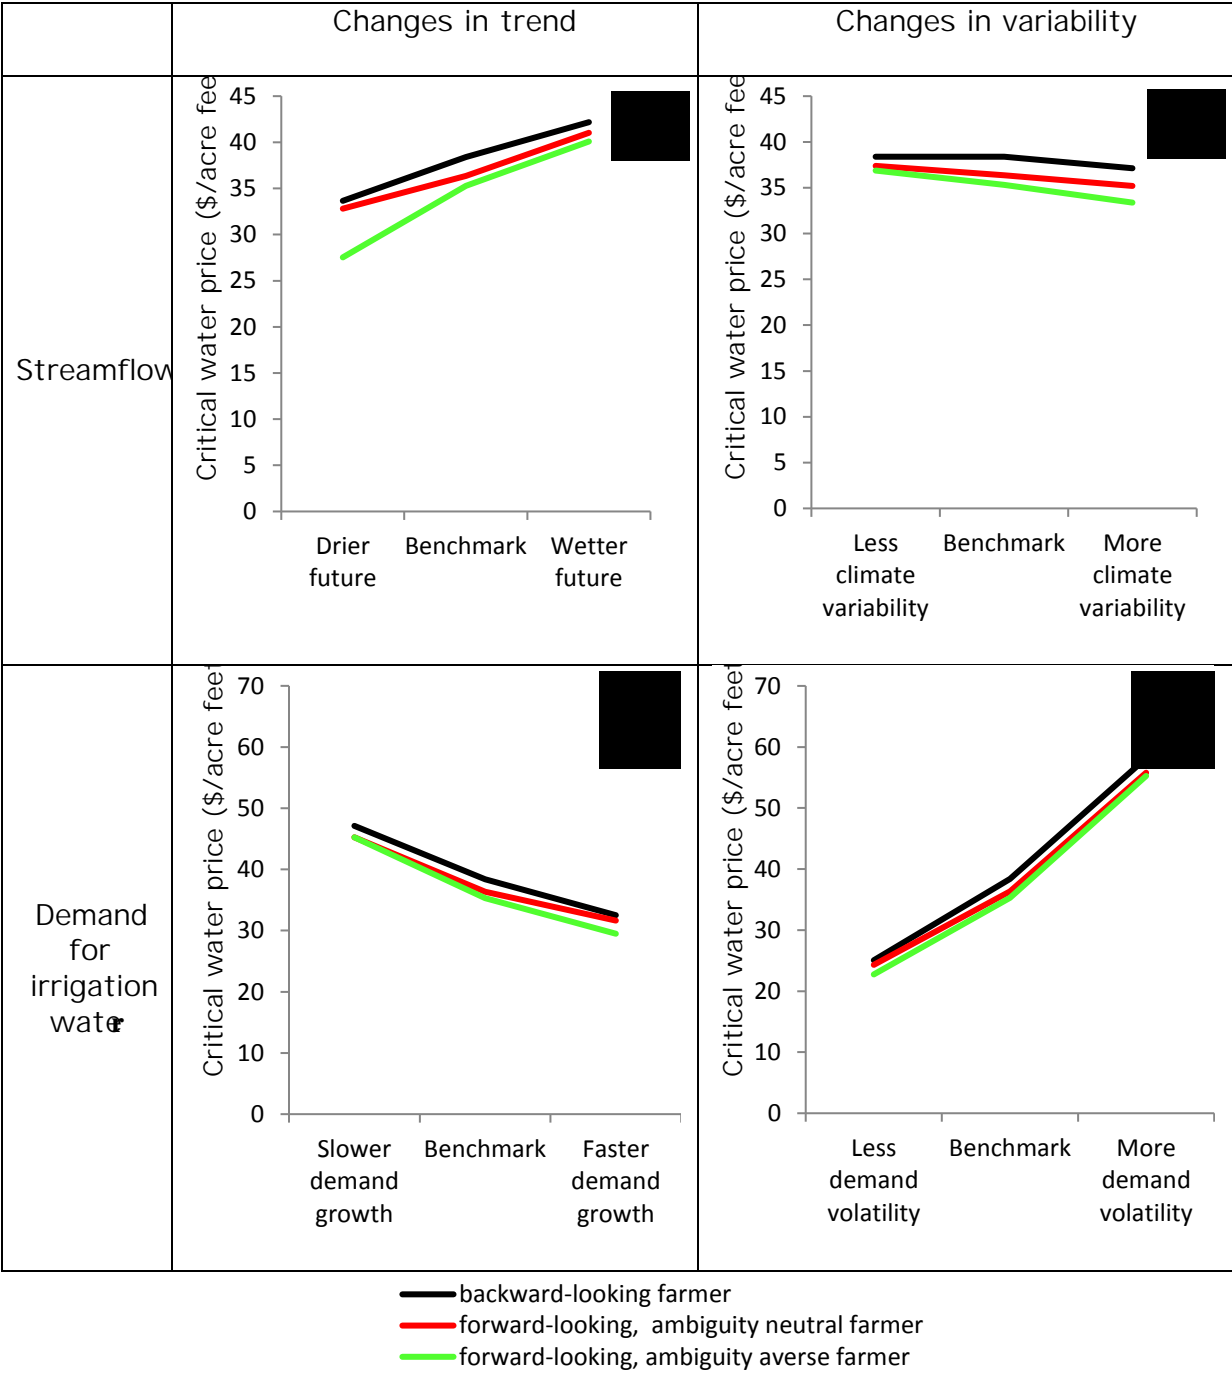 Changes in trend
Changes in variability
Streamflow
Critical water price ($/acre fee
45
40
35
30
25
20
15
10
5
0
Drier
future
Benchmark
Wetter
future
Critical water price ($/acre fee
45
40
35
30
25
20
15
10
5
0
Less
climate
variability
Benchmark
More
climate
variability
Demand
for
irrigation
water
Critical water price ($/acre feet
70
60
50
40
30
20
10
0
Slower
demand
growth
Benchmark
Faster
demand
growth
Critical water price ($/acre feet
70
60
50
40
30
20
10
0
Less
demand
volatility
Benchmark
More
demand
volatility
backward-looking farmer
forward-looking, ambiguity neutral farmer
forward-looking, ambiguity averse farmer